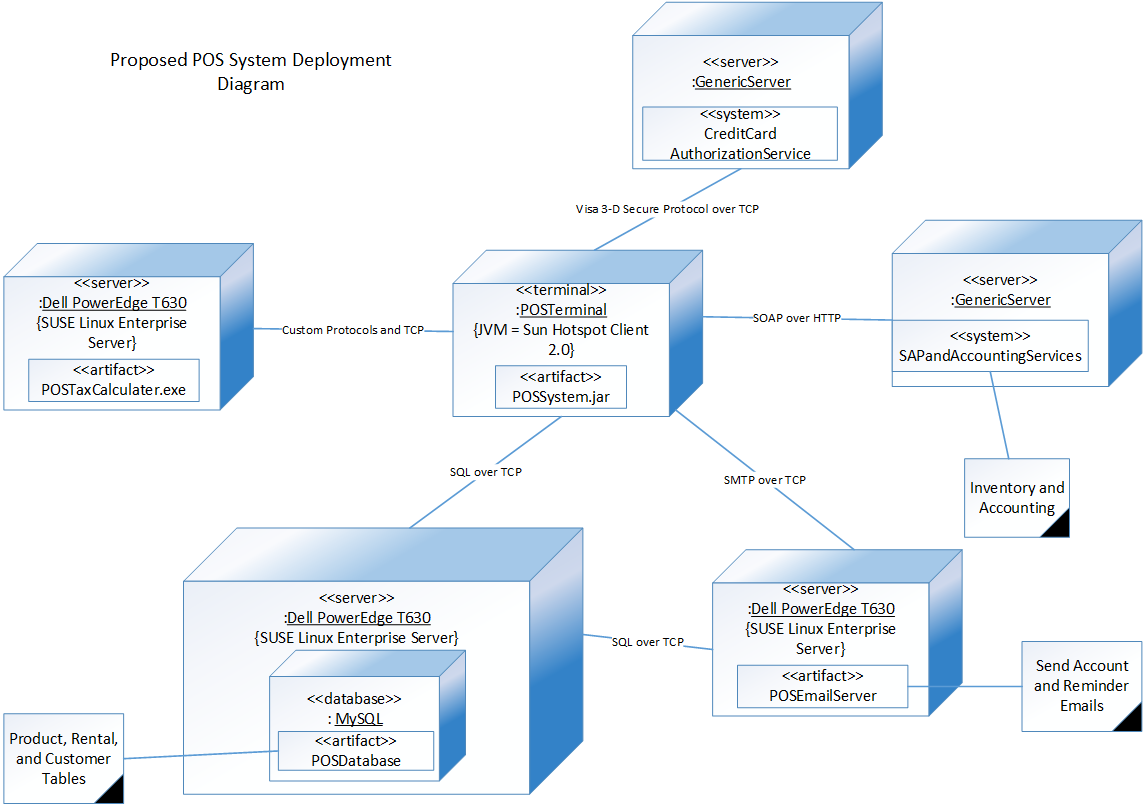 Proposed POS System Deployment
Diagram
<<server>>
:GenericServer
<<system>>
CreditCard
AuthorizationService
Visa 3-D Secure Protocol over TCP
<<server>>
:Dell PowerEdge T630
{SUSE Linux Enterprise
Server}
<<artifact>>
POSTaxCalculater.exe
Custom Protocols and TCP
<<terminal>>
:POSTerminal
{JVM = Sun Hotspot Client
2.0}
<<artifact>>
POSSystem.jar
SOAP over HTTP
<<server>>
:GenericServer
<<system>>
SAPandAccountingServices
Inventory and
Accounting
SQL over TCP
SMTP over TCP
<<server>>
:Dell PowerEdge T630
{SUSE Linux Enterprise Server}
<<database>>
: MySQL
<<artifact>>
POSDatabase
Product, Rental,
and Customer
Tables
SQL over TCP
<<server>>
:Dell PowerEdge T630
{SUSE Linux Enterprise
Server}
<<artifact>>
POSEmailServer
Send Account
and Reminder
Emails